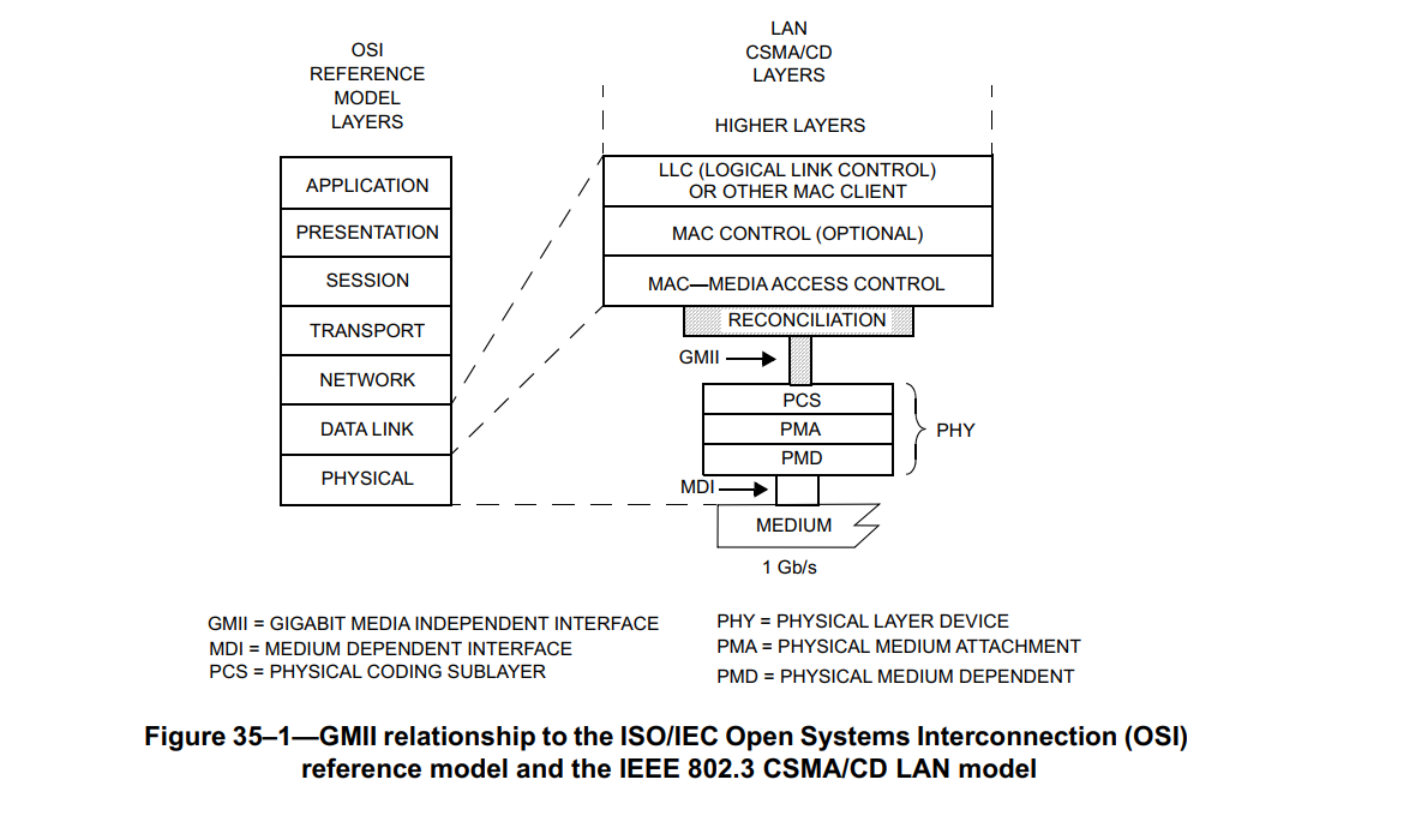 OSI
REFERENCE
MODEL
LAYERS
APPLICATION
PRESENTATION
SESSION
TRANSPORT
NETWORK
DATA LINK
PHYSICAL
LAN
CSMA/CD
LAYERS
HIGHER LAYERS
LLC (LOGICAL LINK CONTROL)
OR OTHER MAC CLIENT
MAC CONTROL (OPTIONAL)
MAC—MEDIA ACCESS CONTROL
RECONCILIATION
GMII
PCS
PMA
PMD
PHY
MDI
MEDIUM
1 Gb/s
GMII = GIGABIT MEDIA INDEPENDENT INTERFACE
MDI = MEDIUM DEPENDENT INTERFACE
PCS = PHYSICAL CODING SUBLAYER
PHY = PHYSICAL LAYER DEVICE
PMA = PHYSICAL MEDIUM ATTACHMENT
PMD = PHYSICAL MEDIUM DEPENDENT
Figure 35–1—GMII relationship to the ISO/IEC Open Systems Interconnection (OSI)
reference model and the IEEE 802.3 CSMA/CD LAN model